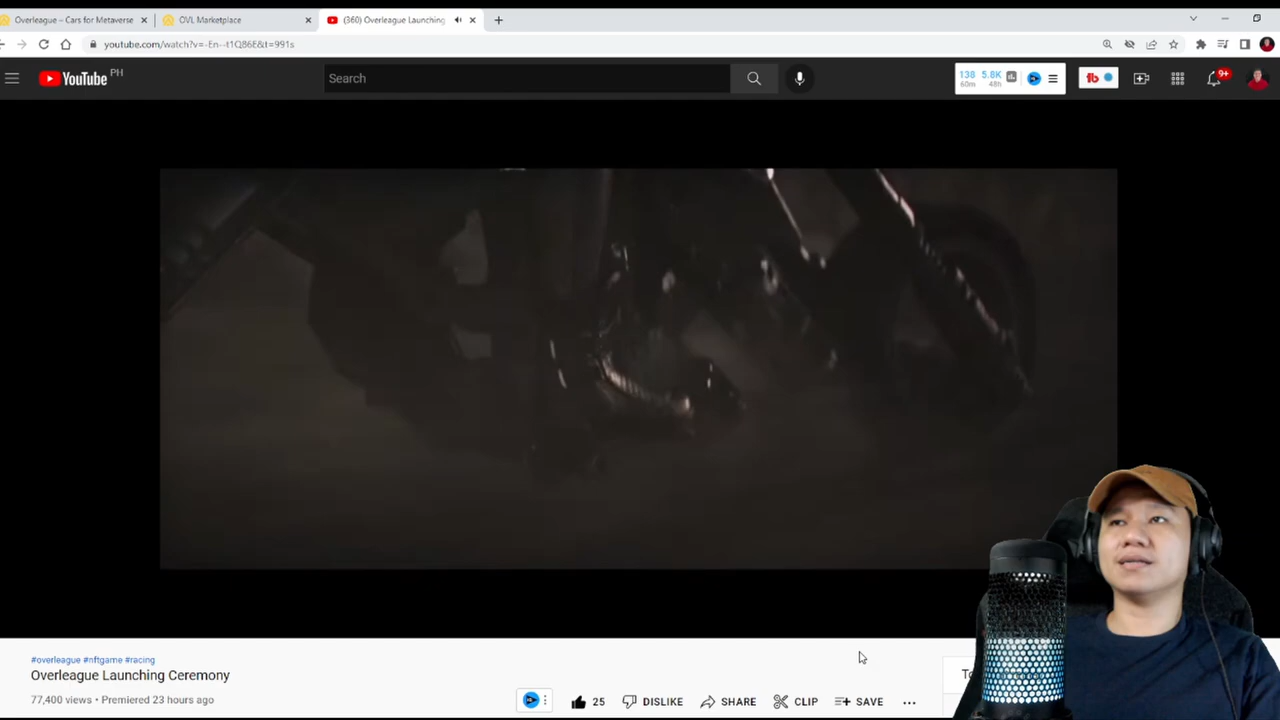 Overleague – Cars for Metaverse
OVL Marketplace
(360) Overleague Launching
youtube.com/watch?v=-En--t1Q86E&t=991s
YouTube PH
Search
138 5.8K
60m 48h
9+
#overleague #nftgame #racing
Overleague Launching Ceremony
77,400 views • Premiered 23 hours ago
25 DISLIKE SHARE CLIP SAVE